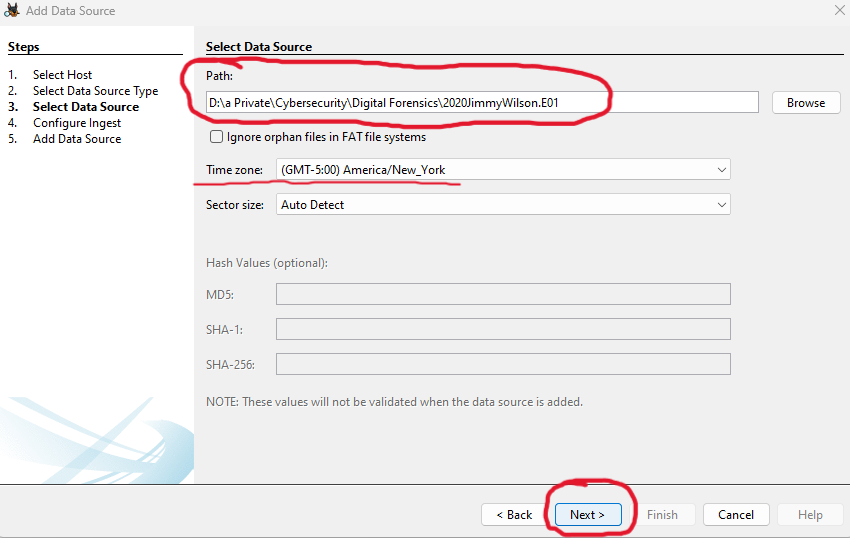 Add Data Source
Steps
1. Select Host
2. Select Data Source Type
3. Select Data Source
4. Configure Ingest
5. Add Data Source
Select Data Source
Path:
D:\a Private\Cybersecurity\Digital Forensics\2020JimmyWilson.E01
Browse
Ignore orphan files in FAT file systems
Time zone: (GMT-5:00) America/New_York
Sector size: Auto Detect
Hash Values (optional):
MD5:
SHA-1:
SHA-256:
NOTE: These values will not be validated when the data source is added.
< Back Next > Finish Cancel Help